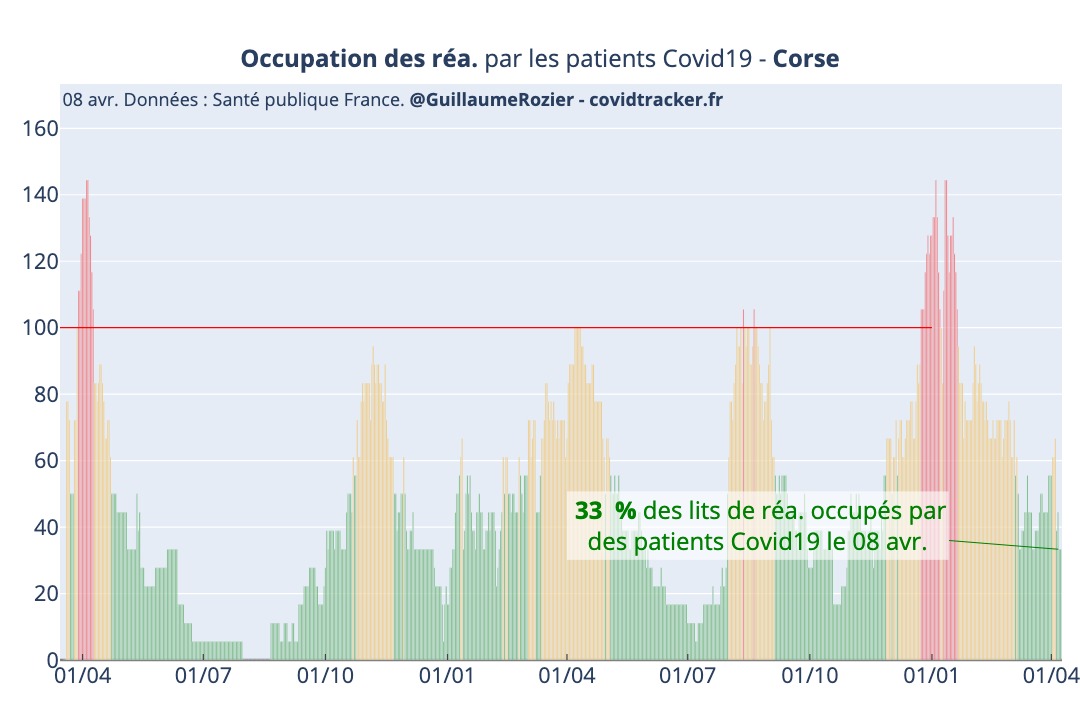 Occupation des réa. par les patients Covid19 - Corse
08 avr. Données : Santé publique France. @GuillaumeRozier - covidtracker.fr
160
140
120
100
80
60
40
20
0
33 % des lits de réa. occupés par
des patients Covid19 le 08 avr.
01/04 01/07 01/10 01/01 01/04 01/07 01/10 01/01 01/04